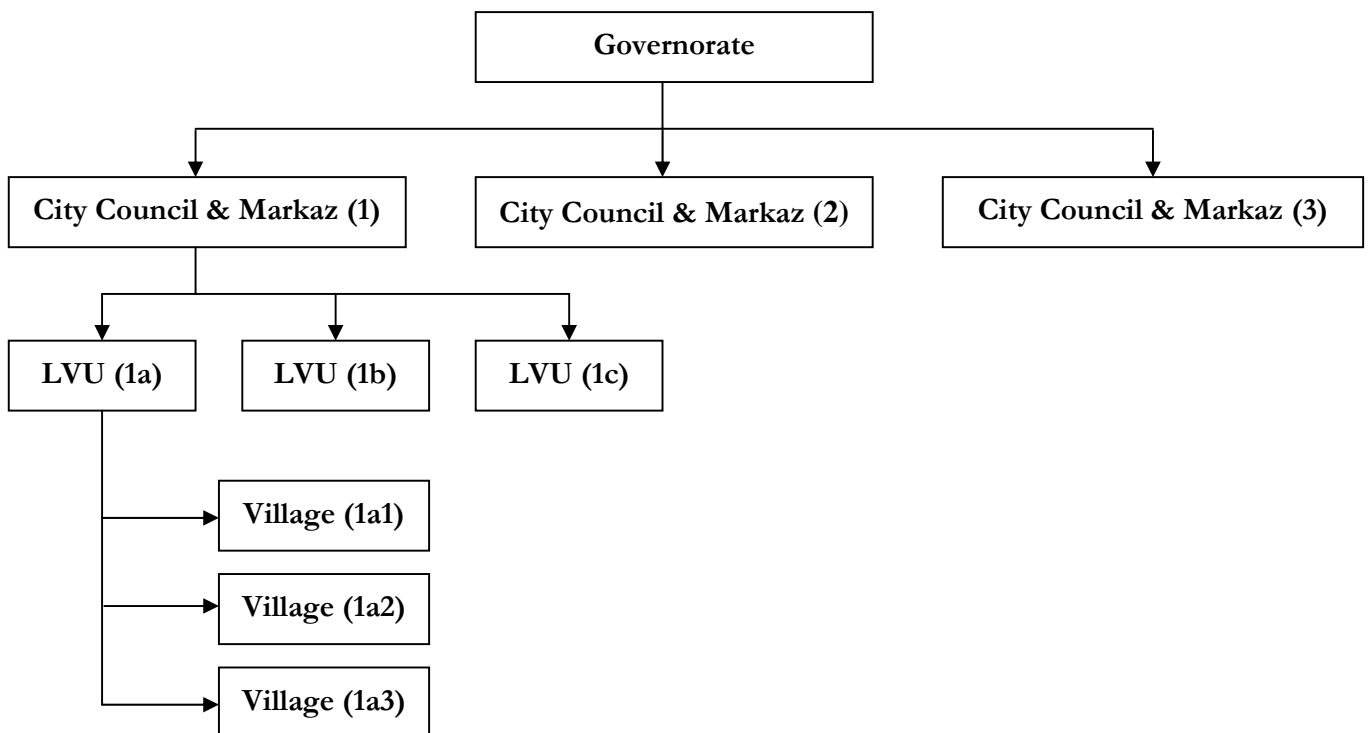 Governorate
City Council & Markaz (1)
City Council & Markaz (2)
City Council & Markaz (3)
LVU (1a)
LVU (1b)
LVU (1c)
Village (1a1)
Village (1a2)
Village (1a3)